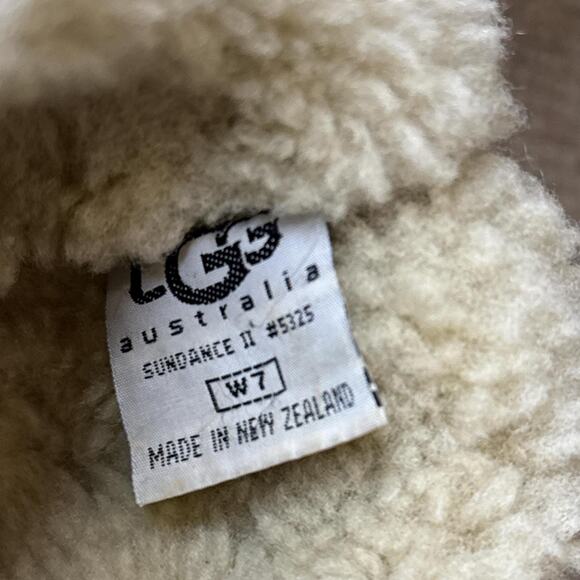 UGG
australia
SUNDANCE II #5325
W7
MADE IN NEW ZEALAND